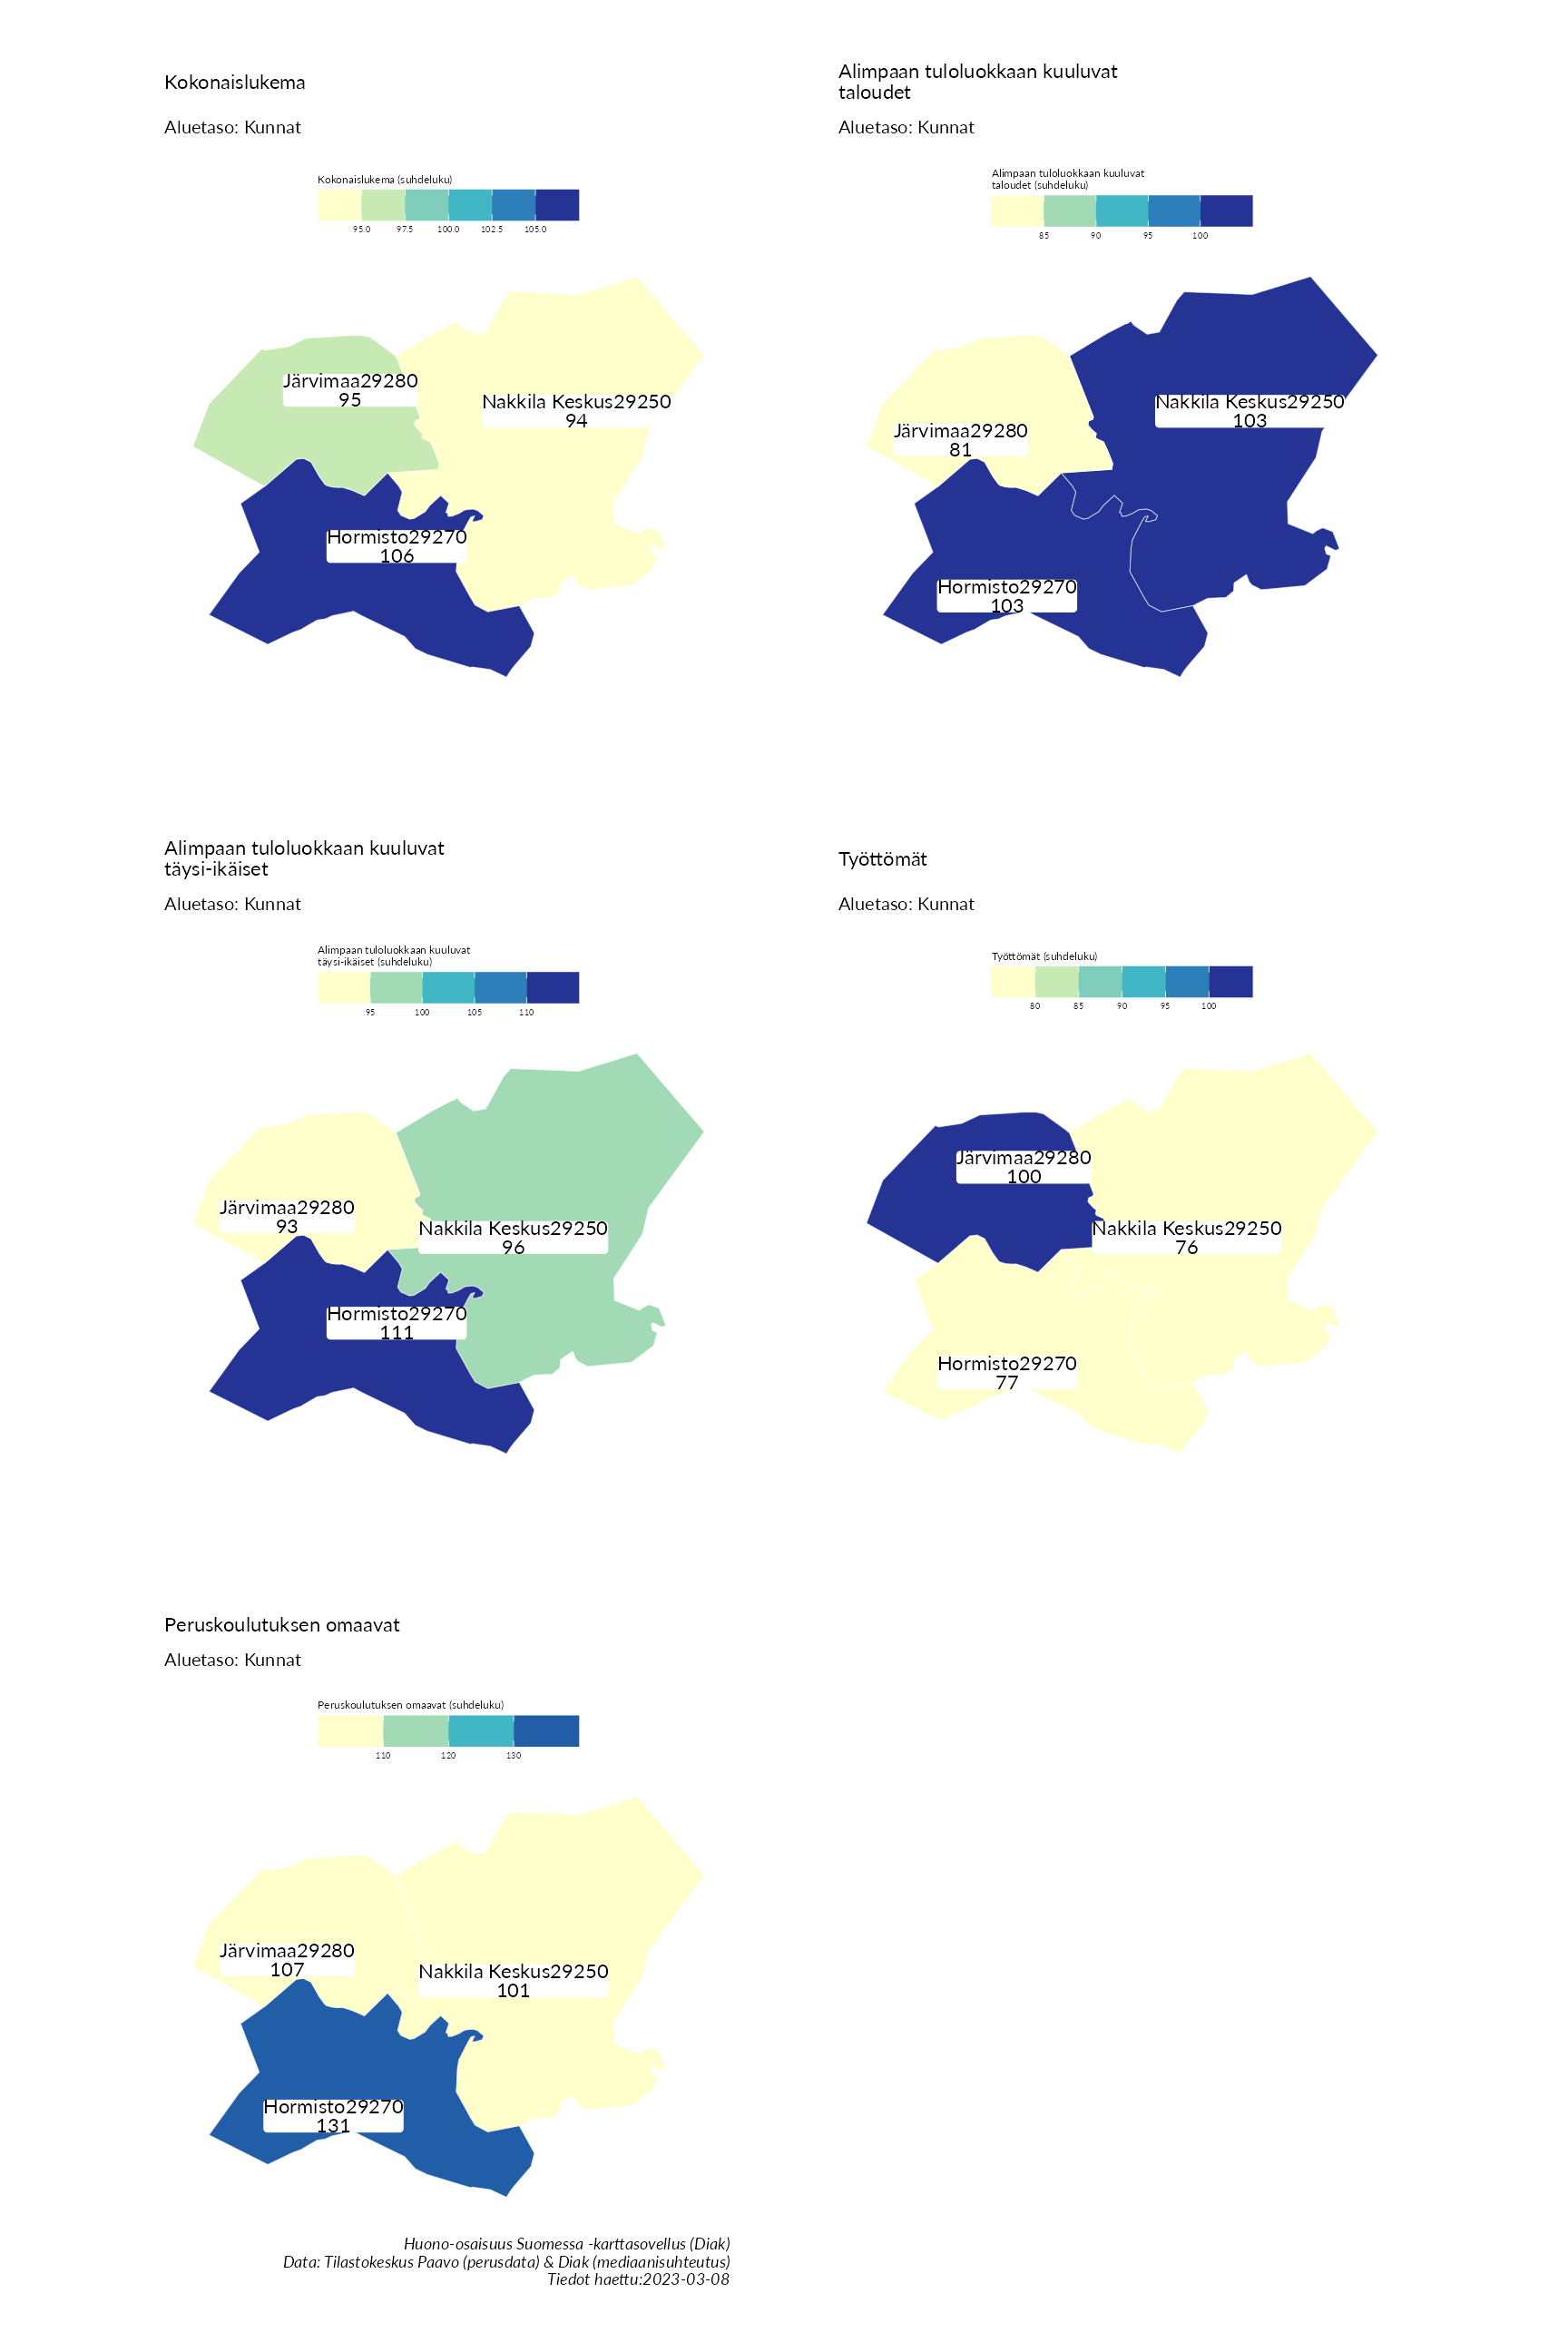 Kokonaislukema
Aluetaso: Kunnat
Kokonaislukema (suhdeluku)
95.0 97.5 100.0 102.5 105.0
Järvimaa29280
95
Nakkila Keskus29250
94
Hormisto29270
106
Alimpaan tuloluokkaan kuuluvat
taloudet
Aluetaso: Kunnat
Alimpaan tuloluokkaan kuuluvat
taloudet (suhdeluku)
85 90 95 100
Nakkila Keskus29250
103
Järvimaa29280
81
Hormisto29270
103
Alimpaan tuloluokkaan kuuluvat
täysi-ikäiset
Aluetaso: Kunnat
Alimpaan tuloluokkaan kuuluvat
täysi-ikäiset (suhdeluku)
95 100 105 110
Järvimaa29280
93
Nakkila Keskus29250
96
Hormisto29270
111
Työttömät
Aluetaso: Kunnat
Työttömät (suhdeluku)
80 85 90 95 100
Järvimaa29280
100
Nakkila Keskus29250
76
Hormisto29270
77
Peruskoulutuksen omaavat
Aluetaso: Kunnat
Peruskoulutuksen omaavat (suhdeluku)
110 120 130
Järvimaa29280
107
Nakkila Keskus29250
101
Hormisto29270
131
Huono-osaisuus Suomessa -karttasovellus (Diak)
Data: Tilastokeskus Paavo (perusdata) & Diak (mediaanisuhteutus)
Tiedot haettu:2023-03-08